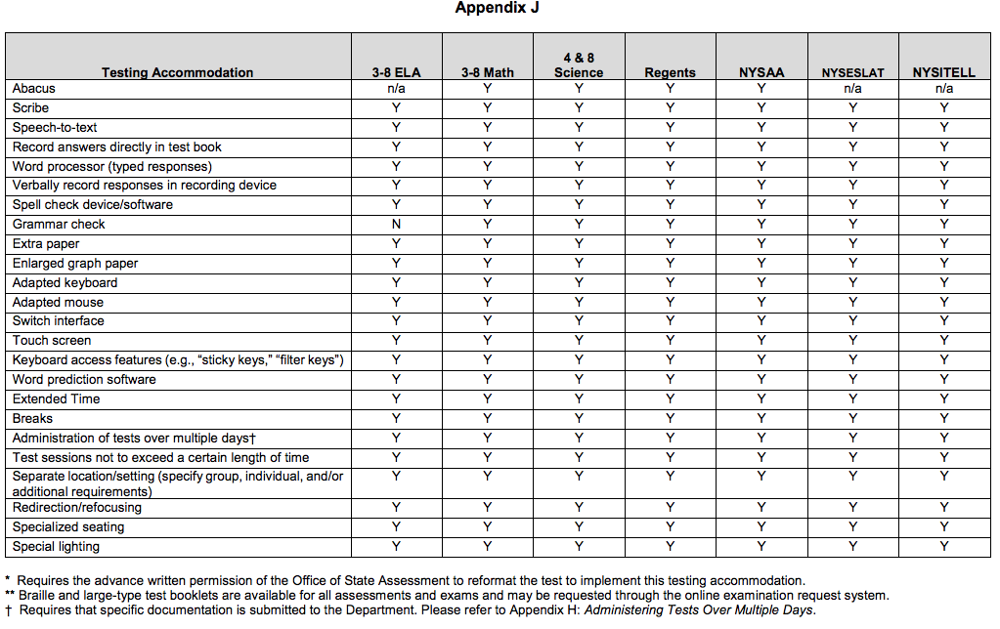 Appendix J
Testing Accommodation 3-8 ELA 3-8 Math 4 & 8 Science Regents NYSAA NYSESLAT NYSITELL
Abacus n/a Y Y Y Y n/a n/a
Scribe Y Y Y Y Y Y Y
Speech-to-text Y Y Y Y Y Y Y
Record answers directly in test book Y Y Y Y Y Y Y
Word processor (typed responses) Y Y Y Y Y Y Y
Verbally record responses in recording device Y Y Y Y Y Y Y
Spell check device/software Y Y Y Y Y Y Y
Grammar check N Y Y Y Y Y Y
Extra paper Y Y Y Y Y Y Y
Enlarged graph paper Y Y Y Y Y Y Y
Adapted keyboard Y Y Y Y Y Y Y
Adapted mouse Y Y Y Y Y Y Y
Switch interface Y Y Y Y Y Y Y
Touch screen Y Y Y Y Y Y Y
Keyboard access features (e.g., “sticky keys,” “filter keys”) Y Y Y Y Y Y Y
Word prediction software Y Y Y Y Y Y Y
Extended Time Y Y Y Y Y Y Y
Breaks Y Y Y Y Y Y Y
Administration of tests over multiple days† Y Y Y Y Y Y Y
Test sessions not to exceed a certain length of time Y Y Y Y Y Y Y
Separate location/setting (specify group, individual, and/or Y Y Y Y Y Y Y
additional requirements)
Redirection/refocusing Y Y Y Y Y Y Y
Specialized seating Y Y Y Y Y Y Y
Special lighting Y Y Y Y Y Y Y
* Requires the advance written permission of the Office of State Assessment to reformat the test to implement this testing accommodation.
** Braille and large-type test booklets are available for all assessments and exams and may be requested through the online examination request system.
† Requires that specific documentation is submitted to the Department. Please refer to Appendix H: Administering Tests Over Multiple Days.